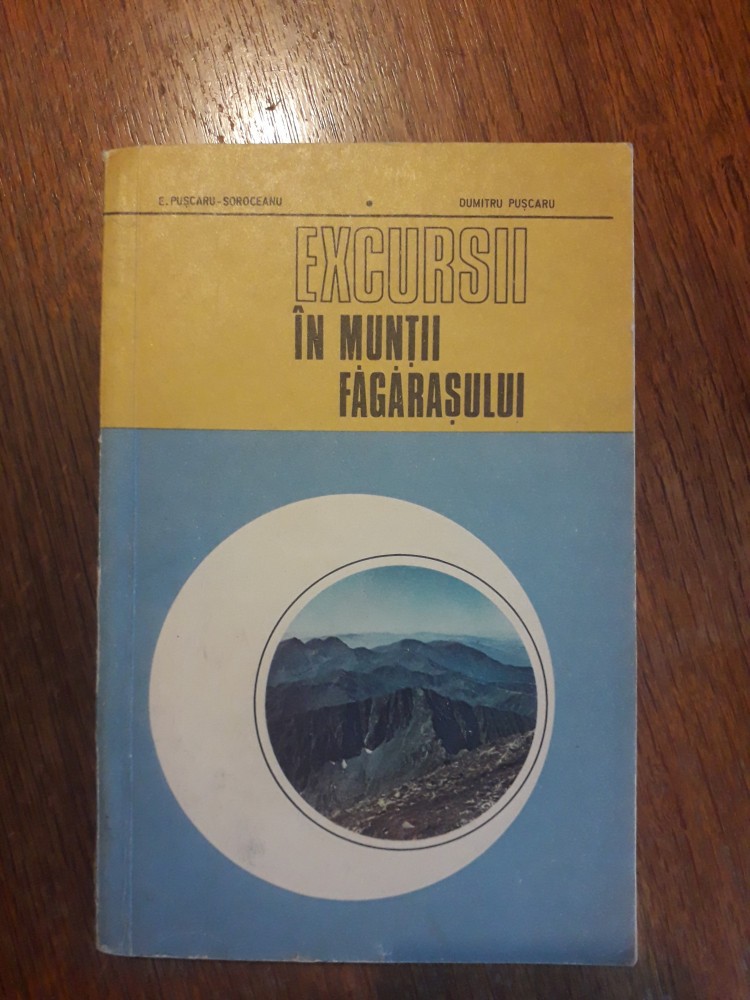 E. PUȘCARU-SOROCEANU • DUMITRU PUȘCARU
EXCURSII
ÎN MUNȚII
FĂGĂRAȘULUI